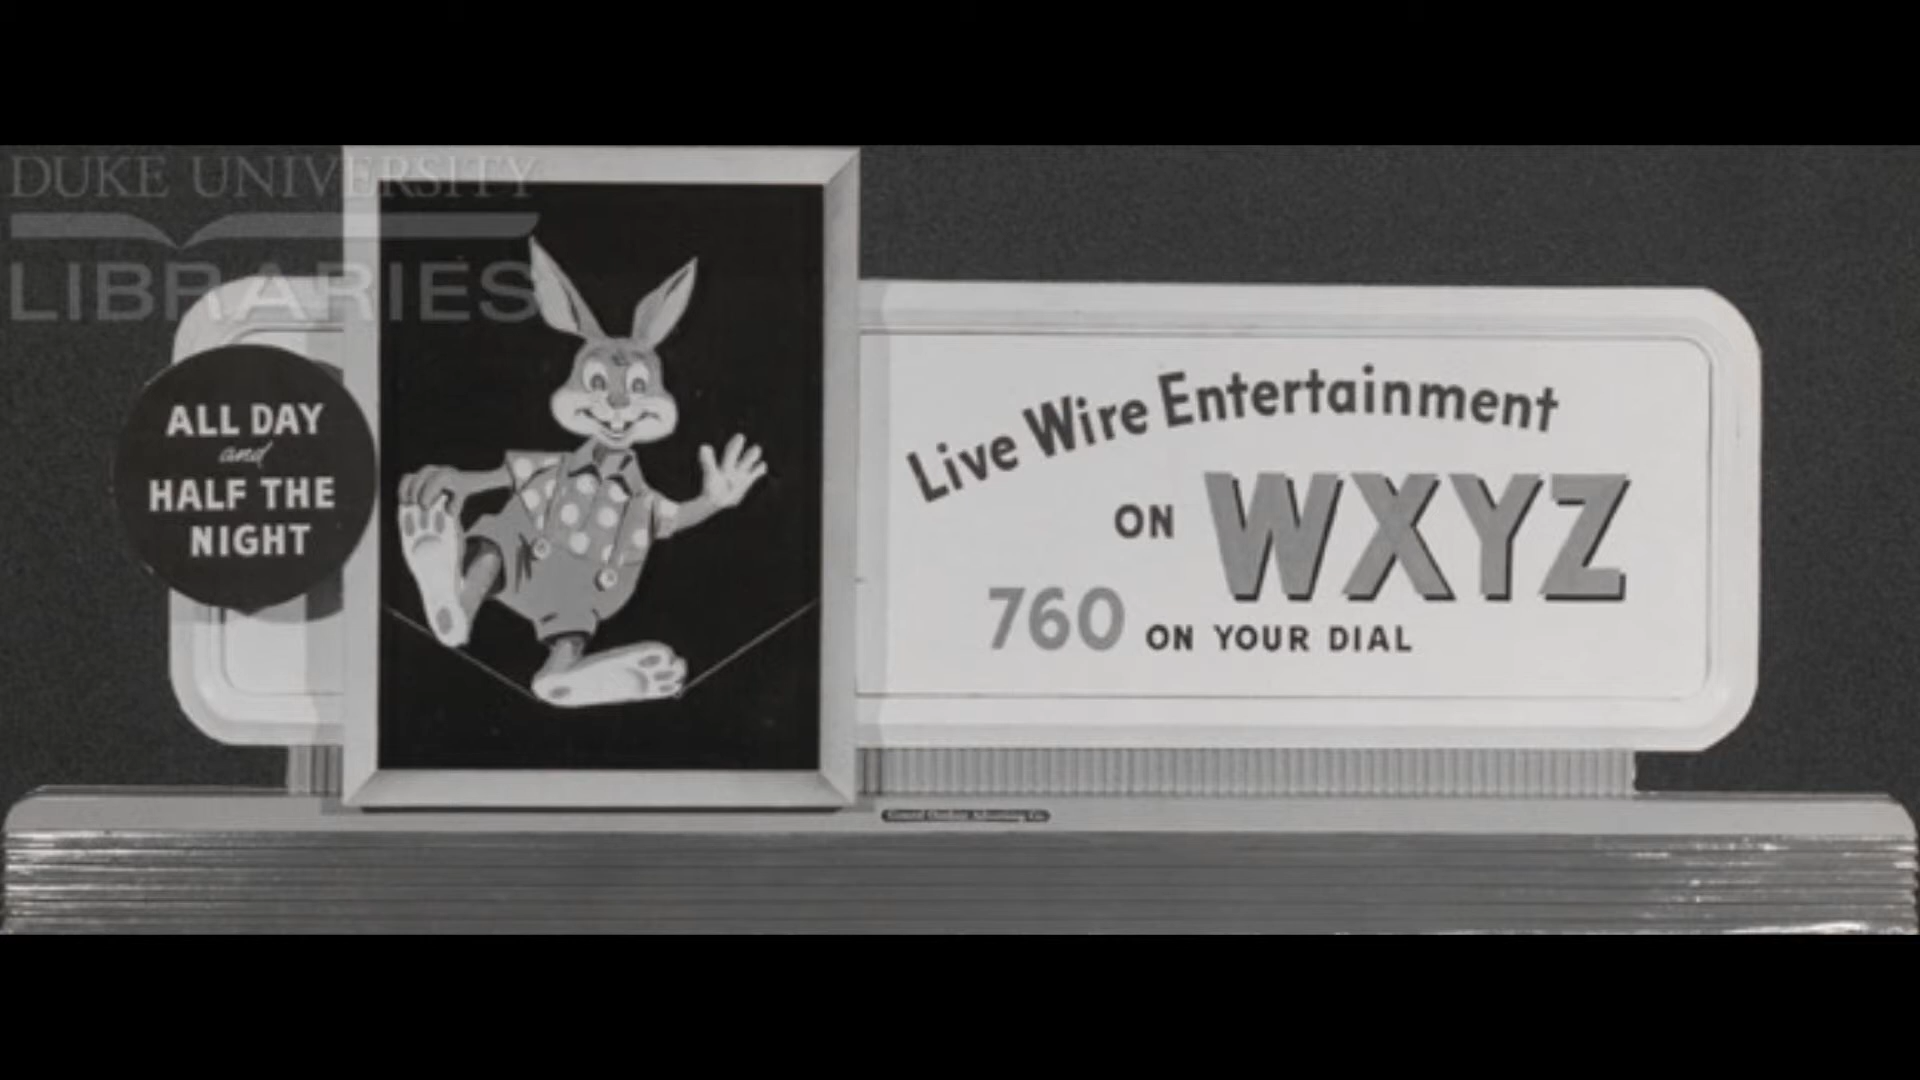 DUKE UNIVERSITY
LIBRARIES
ALL DAY
and
HALF THE
NIGHT
Live Wire Entertainment
ON WXYZ
760 ON YOUR DIAL